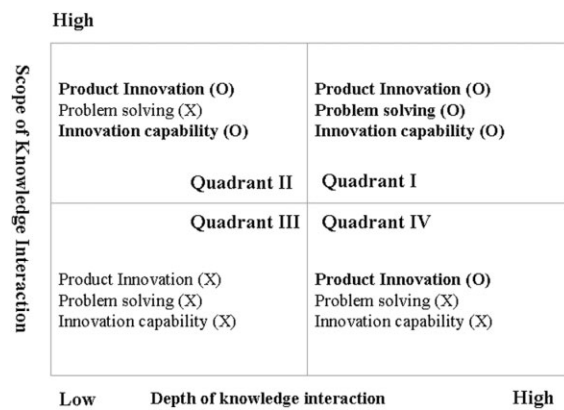 High
Scope of Knowledge Interaction
Product Innovation (O)
Problem solving (X)
Innovation capability (O)
Quadrant II
Product Innovation (O)
Problem solving (O)
Innovation capability (O)
Quadrant I
Quadrant III
Product Innovation (X)
Problem solving (X)
Innovation capability (X)
Quadrant IV
Product Innovation (O)
Problem solving (X)
Innovation capability (X)
Low Depth of knowledge interaction High